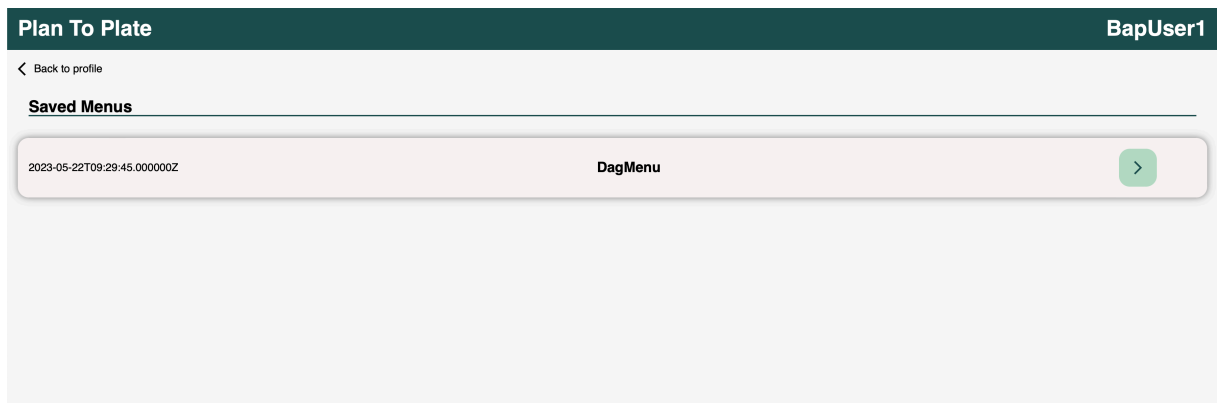 Plan To Plate BapUser1
Back to profile
Saved Menus
2023-05-22T09:29:45.000000Z DagMenu